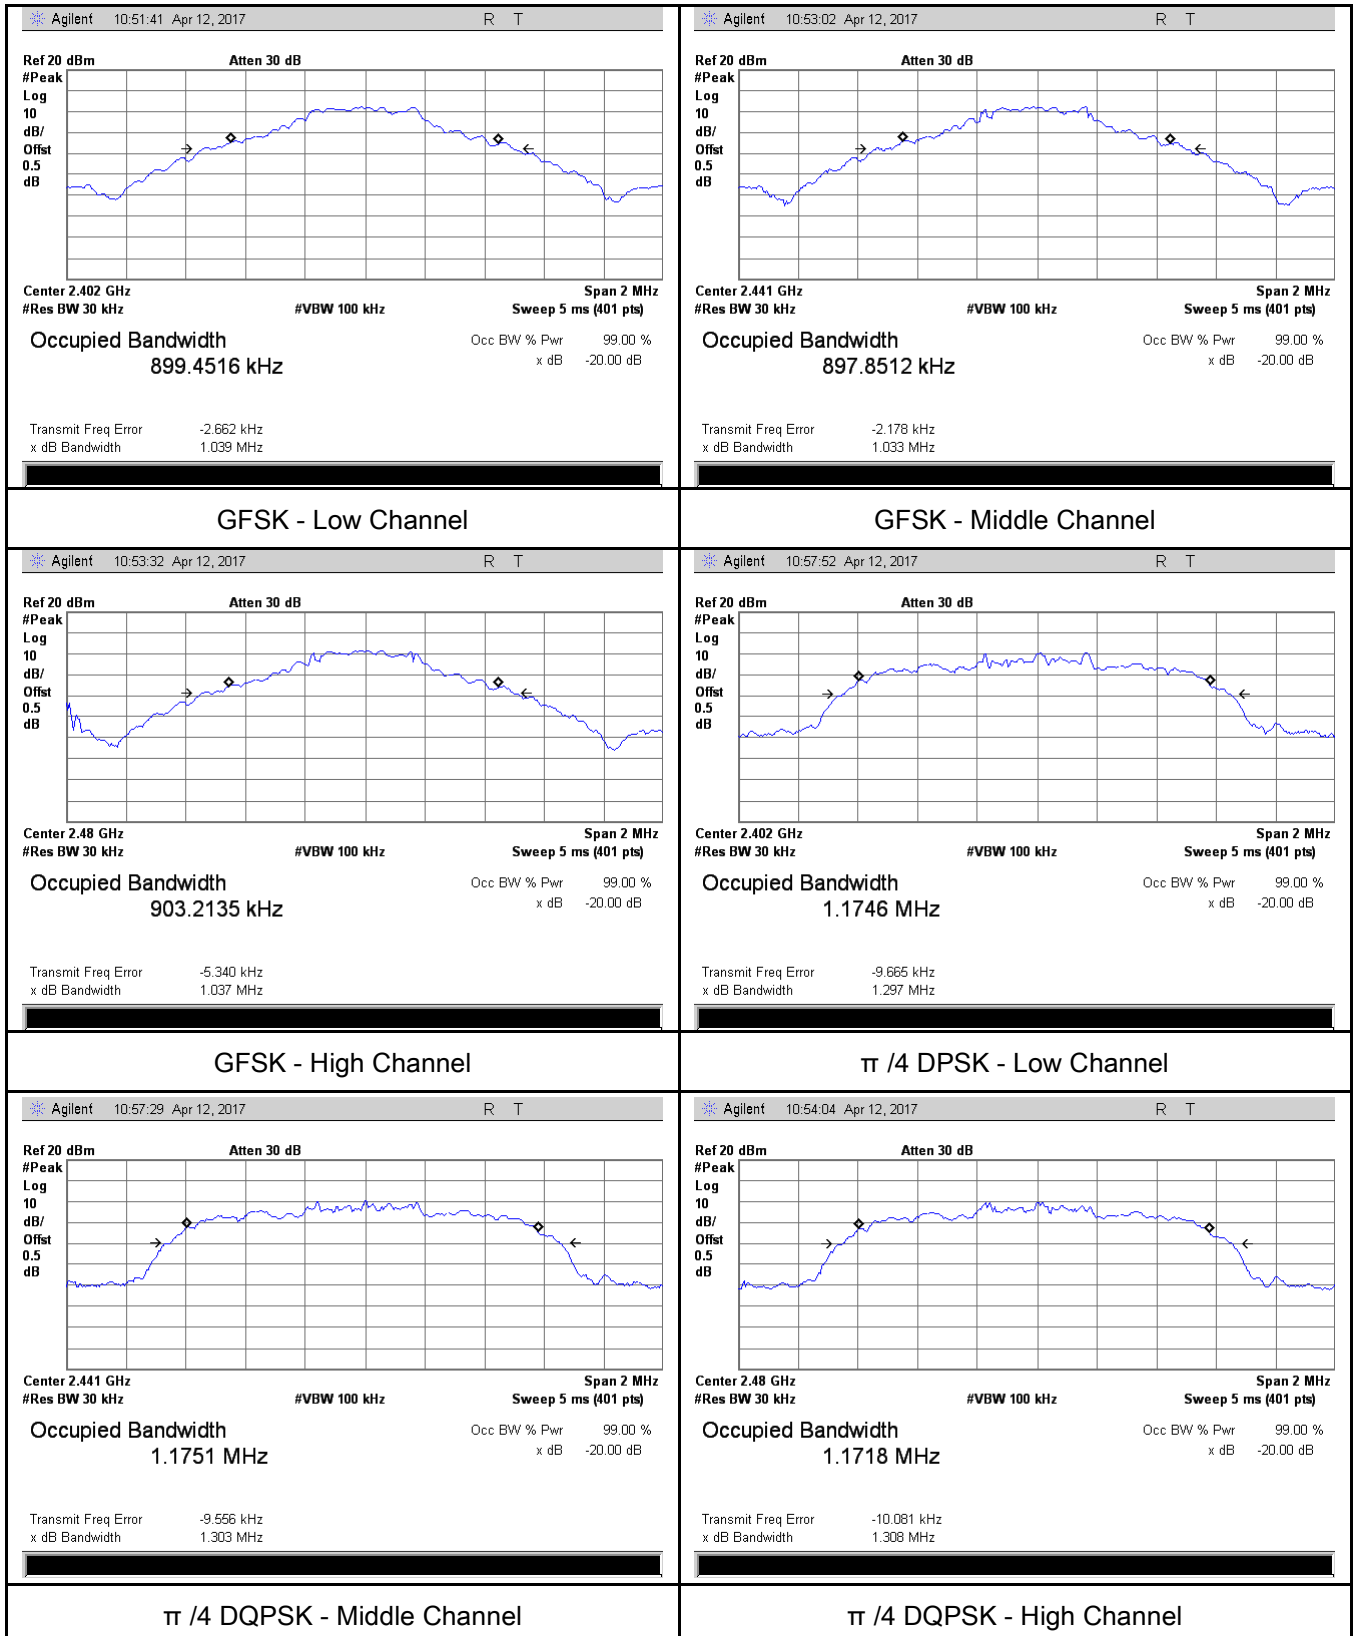 Agilent 10:51:41 Apr 12, 2017 R T
Ref 20 dBm Atten 30 dB
#Peak
Log
10
dB/
Offst
0.5
dB
Center 2.402 GHz Span 2 MHz
#Res BW 30 kHz #VBW 100 kHz Sweep 5 ms (401 pts)
Occupied Bandwidth Occ BW % Pwr 99.00 %
899.4516 kHz x dB -20.00 dB
Transmit Freq Error -2.662 kHz
x dB Bandwidth 1.039 MHz
GFSK - Low Channel
Agilent 10:53:02 Apr 12, 2017 R T
Ref 20 dBm Atten 30 dB
#Peak
Log
10
dB/
Offst
0.5
dB
Center 2.441 GHz Span 2 MHz
#Res BW 30 kHz #VBW 100 kHz Sweep 5 ms (401 pts)
Occupied Bandwidth Occ BW % Pwr 99.00 %
897.8512 kHz x dB -20.00 dB
Transmit Freq Error -2.178 kHz
x dB Bandwidth 1.033 MHz
GFSK - Middle Channel
Agilent 10:53:32 Apr 12, 2017 R T
Ref 20 dBm Atten 30 dB
#Peak
Log
10
dB/
Offst
0.5
dB
Center 2.48 GHz Span 2 MHz
#Res BW 30 kHz #VBW 100 kHz Sweep 5 ms (401 pts)
Occupied Bandwidth Occ BW % Pwr 99.00 %
903.2135 kHz x dB -20.00 dB
Transmit Freq Error -5.340 kHz
x dB Bandwidth 1.037 MHz
GFSK - High Channel
Agilent 10:57:52 Apr 12, 2017 R T
Ref 20 dBm Atten 30 dB
#Peak
Log
10
dB/
Offst
0.5
dB
Center 2.402 GHz Span 2 MHz
#Res BW 30 kHz #VBW 100 kHz Sweep 5 ms (401 pts)
Occupied Bandwidth Occ BW % Pwr 99.00 %
1.1746 MHz x dB -20.00 dB
Transmit Freq Error -9.665 kHz
x dB Bandwidth 1.297 MHz
π /4 DPSK - Low Channel
Agilent 10:57:29 Apr 12, 2017 R T
Ref 20 dBm Atten 30 dB
#Peak
Log
10
dB/
Offst
0.5
dB
Center 2.441 GHz Span 2 MHz
#Res BW 30 kHz #VBW 100 kHz Sweep 5 ms (401 pts)
Occupied Bandwidth Occ BW % Pwr 99.00 %
1.1751 MHz x dB -20.00 dB
Transmit Freq Error -9.556 kHz
x dB Bandwidth 1.303 MHz
π /4 DQPSK - Middle Channel
Agilent 10:54:04 Apr 12, 2017 R T
Ref 20 dBm Atten 30 dB
#Peak
Log
10
dB/
Offst
0.5
dB
Center 2.48 GHz Span 2 MHz
#Res BW 30 kHz #VBW 100 kHz Sweep 5 ms (401 pts)
Occupied Bandwidth Occ BW % Pwr 99.00 %
1.1718 MHz x dB -20.00 dB
Transmit Freq Error -10.081 kHz
x dB Bandwidth 1.308 MHz
π /4 DQPSK - High Channel